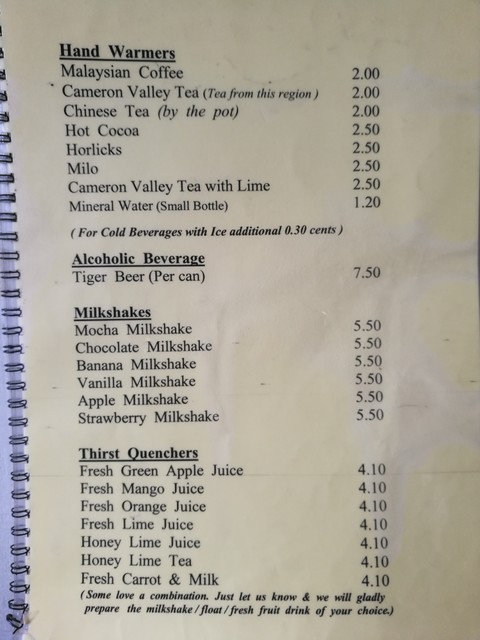 Hand Warmers
Malaysian Coffee 2.00
Cameron Valley Tea (Tea from this region) 2.00
Chinese Tea (by the pot) 2.00
Hot Cocoa 2.50
Horlicks 2.50
Milo 2.50
Cameron Valley Tea with Lime 2.50
Mineral Water (Small Bottle) 1.20
( For Cold Beverages with Ice additional 0.30 cents )
Alcoholic Beverage
Tiger Beer (Per can) 7.50
Milkshakes
Mocha Milkshake 5.50
Chocolate Milkshake 5.50
Banana Milkshake 5.50
Vanilla Milkshake 5.50
Apple Milkshake 5.50
Strawberry Milkshake 5.50
Thirst Quenchers
Fresh Green Apple Juice 4.10
Fresh Mango Juice 4.10
Fresh Orange Juice 4.10
Fresh Lime Juice 4.10
Honey Lime Juice 4.10
Honey Lime Tea 4.10
Fresh Carrot & Milk 4.10
(Some love a combination. Just let us know & we will gladly
prepare the milkshake/float/fresh fruit drink of your choice.)